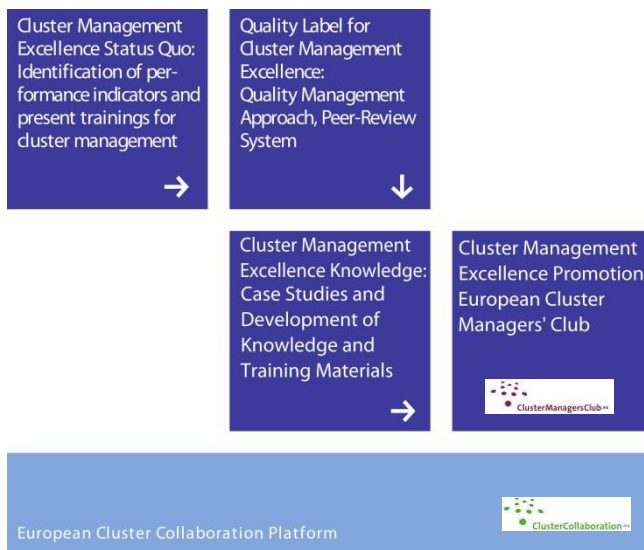 Cluster Management
Excellence Status Quo:
Identification of per-
formance indicators and
present trainings for
cluster management
Quality Label for
Cluster Management
Excellence:
Quality Management
Approach, Peer-Review
System
Cluster Management
Excellence Knowledge:
Case Studies and
Development of
Knowledge and
Training Materials
Cluster Management
Excellence Promotion
European Cluster
Managers' Club
ClusterManagersClub
European Cluster Collaboration Platform
ClusterCollaboration